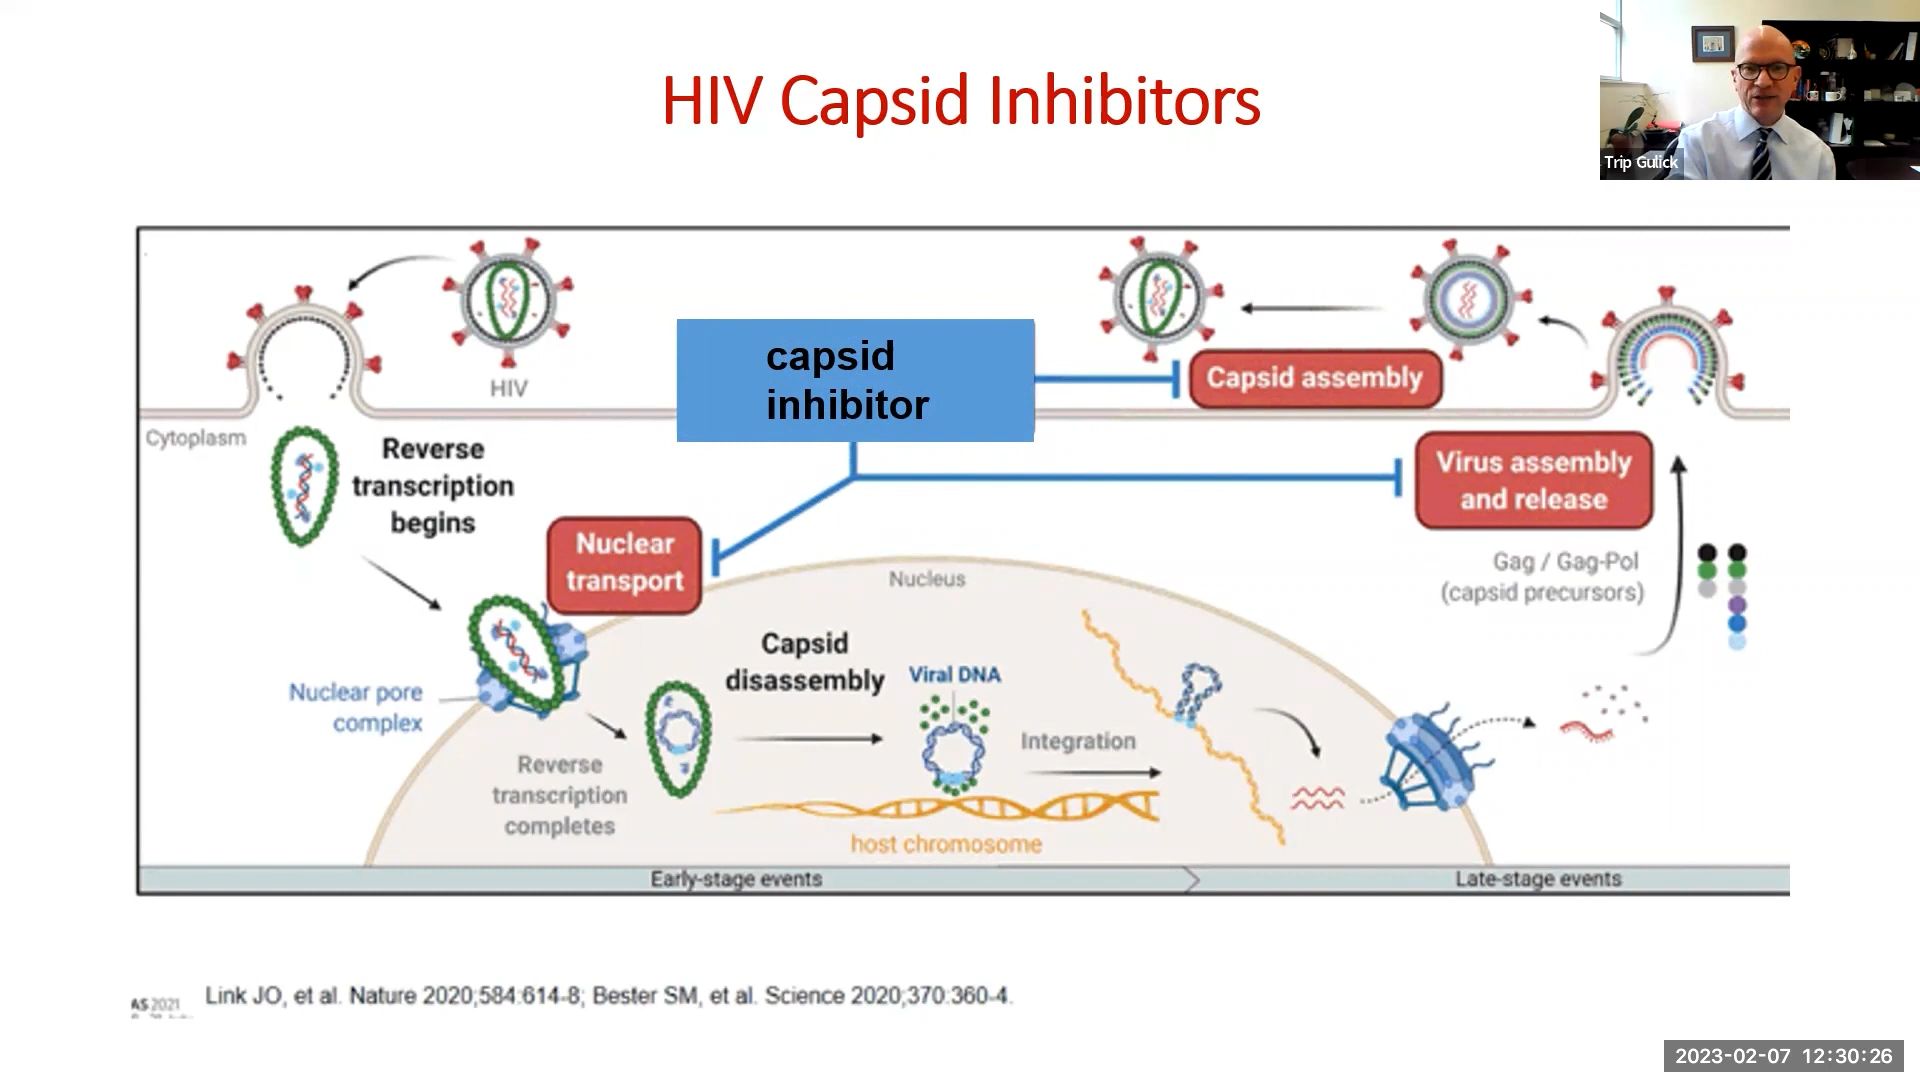 HIV Capsid Inhibitors
Trip Gulick
HIV
capsid
inhibitor
Capsid assembly
Cytoplasm
Reverse
transcription
begins
Virus assembly
and release
Nuclear
transport
Nucleus
Gag / Gag-Pol
(capsid precursors)
Capsid
disassembly
Viral DNA
Nuclear pore
complex
Integration
Reverse
transcription
completes
host chromosome
Early-stage events
Late-stage events
AS 2021
Link JO, et al. Nature 2020;584:614-8; Bester SM, et al. Science 2020;370:360-4.
2023-02-07 12:30:26